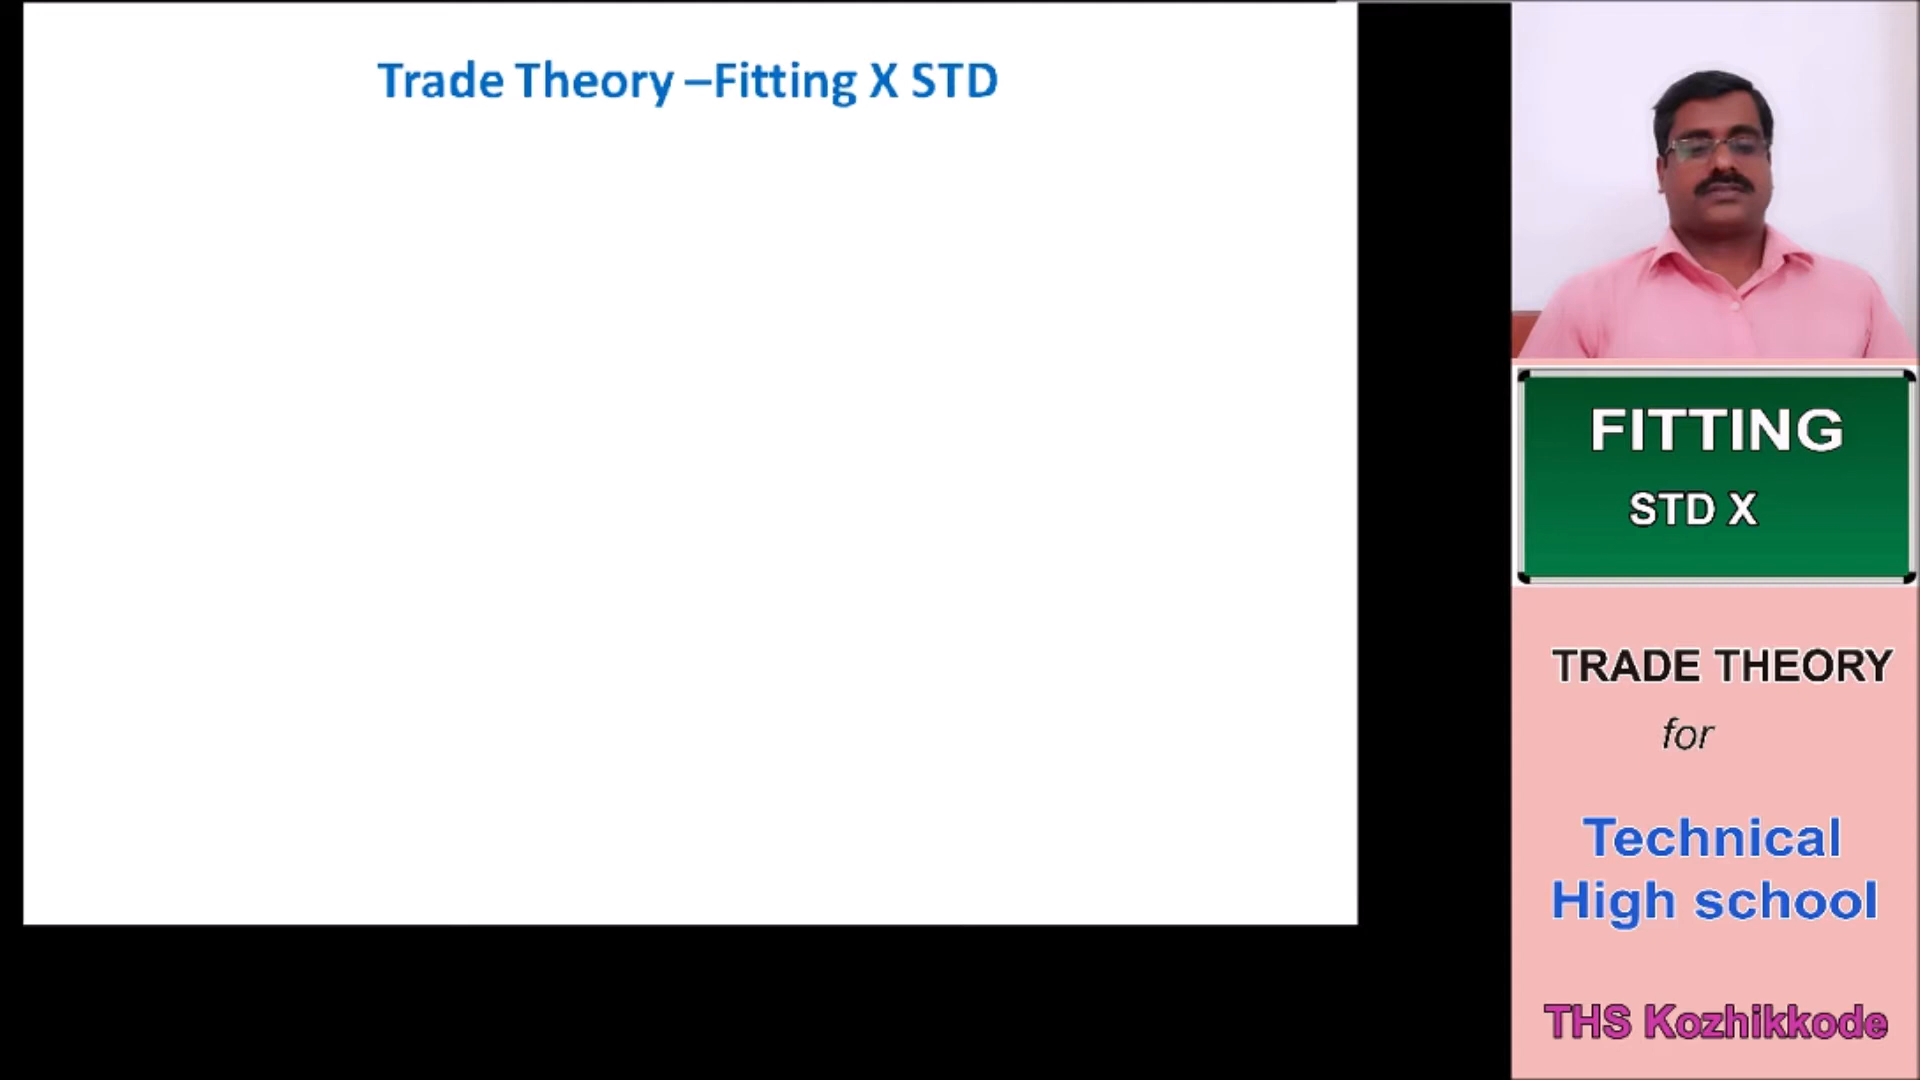 Trade Theory –Fitting X STD
FITTING
STD X
TRADE THEORY
for
Technical
High school
THS Kozhikkode